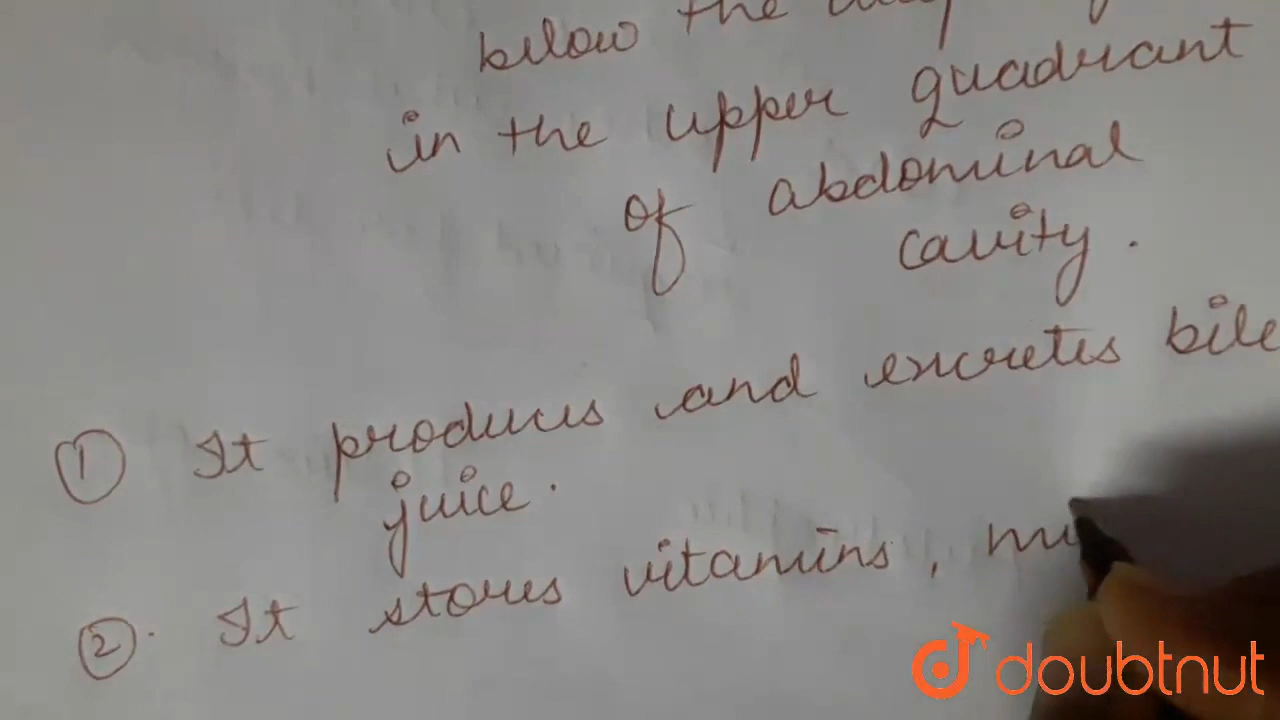 below the
in the upper quadrant
of abdominal
cavity.
① It produces and excretes bile
juice.
②. It stores vitamins,
doubtnut